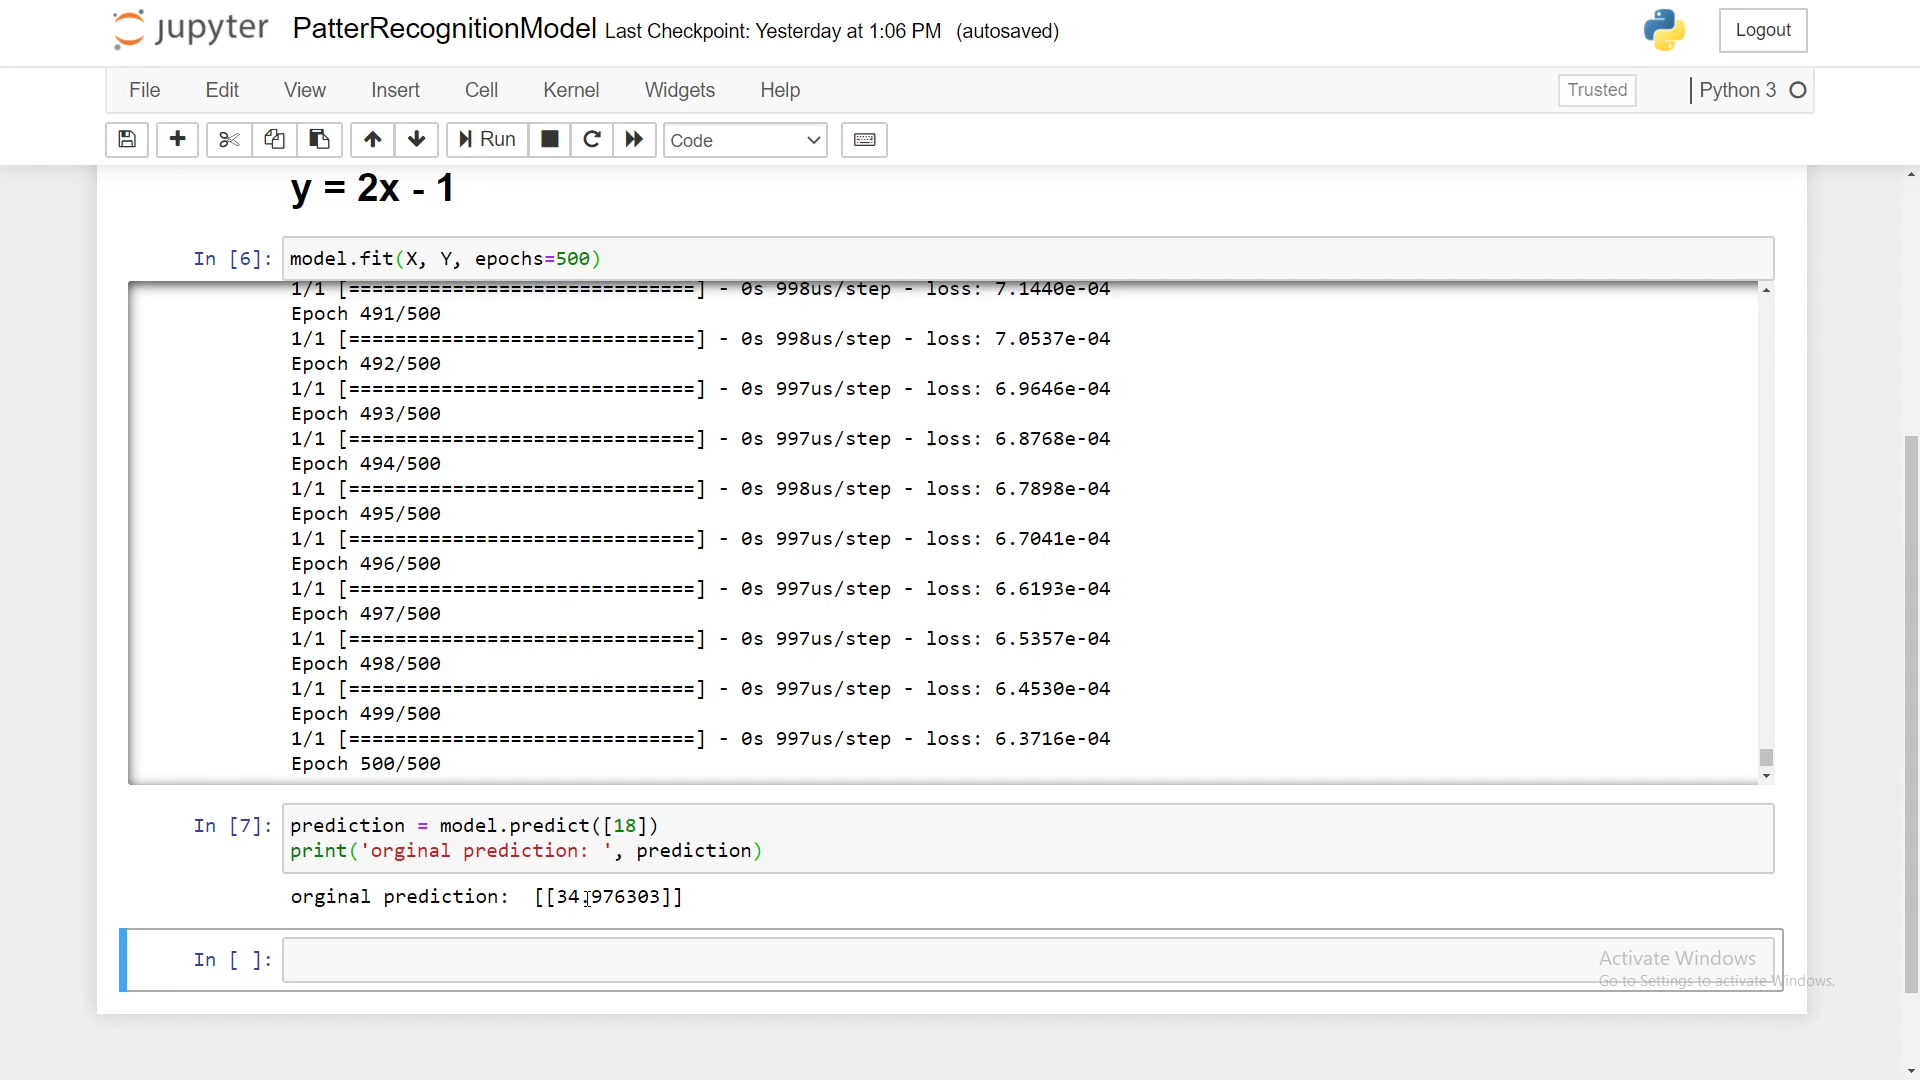 jupyter PatterRecognitionModel Last Checkpoint: Yesterday at 1:06 PM (autosaved) Logout
File Edit View Insert Cell Kernel Widgets Help Trusted Python 3
Run Code
y = 2x - 1
In [6]: model.fit(X, Y, epochs=500)
1/1 [==============================] - 0s 998us/step - loss: 7.1440e-04
Epoch 491/500
1/1 [==============================] - 0s 998us/step - loss: 7.0537e-04
Epoch 492/500
1/1 [==============================] - 0s 997us/step - loss: 6.9646e-04
Epoch 493/500
1/1 [==============================] - 0s 997us/step - loss: 6.8768e-04
Epoch 494/500
1/1 [==============================] - 0s 998us/step - loss: 6.7898e-04
Epoch 495/500
1/1 [==============================] - 0s 997us/step - loss: 6.7041e-04
Epoch 496/500
1/1 [==============================] - 0s 997us/step - loss: 6.6193e-04
Epoch 497/500
1/1 [==============================] - 0s 997us/step - loss: 6.5357e-04
Epoch 498/500
1/1 [==============================] - 0s 997us/step - loss: 6.4530e-04
Epoch 499/500
1/1 [==============================] - 0s 997us/step - loss: 6.3716e-04
Epoch 500/500
In [7]: prediction = model.predict([18])
print('orginal prediction: ', prediction)
orginal prediction:  [[34.976303]]
In [ ]:
Activate Windows
Go to Settings to activate Windows.